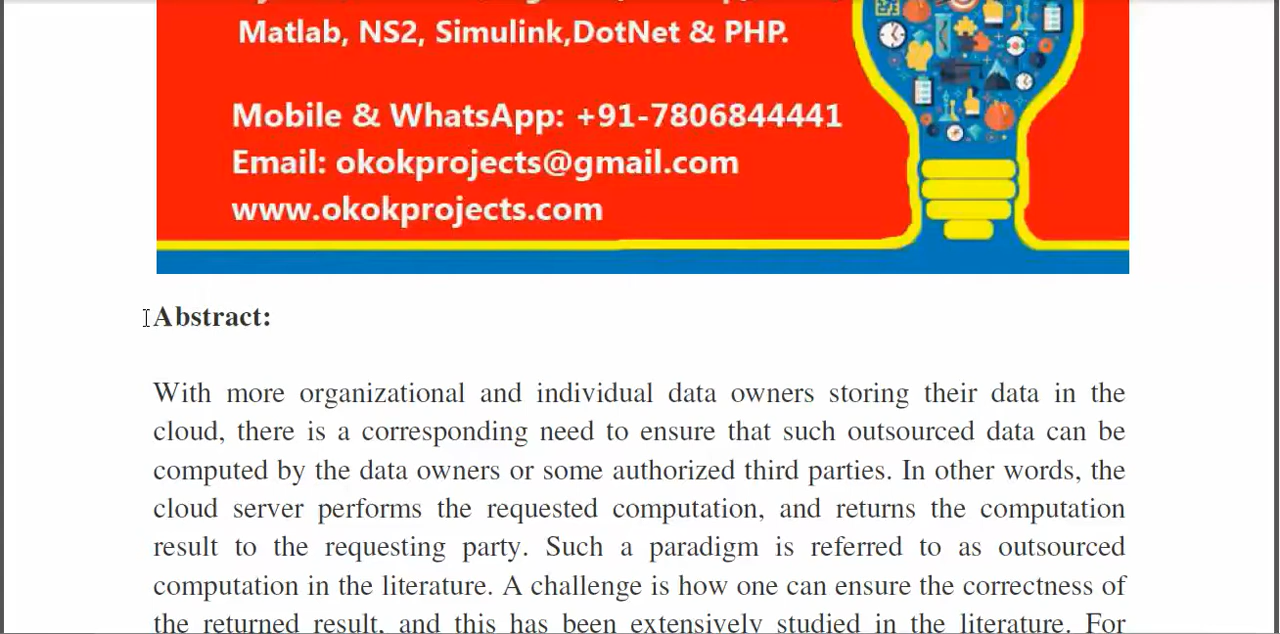 Matlab, NS2, Simulink,DotNet & PHP.
Mobile & WhatsApp: +91-7806844441
Email: okokprojects@gmail.com
www.okokprojects.com
Abstract:
With more organizational and individual data owners storing their data in the
cloud, there is a corresponding need to ensure that such outsourced data can be
computed by the data owners or some authorized third parties. In other words, the
cloud server performs the requested computation, and returns the computation
result to the requesting party. Such a paradigm is referred to as outsourced
computation in the literature. A challenge is how one can ensure the correctness of
the returned result, and this has been extensively studied in the literature. For